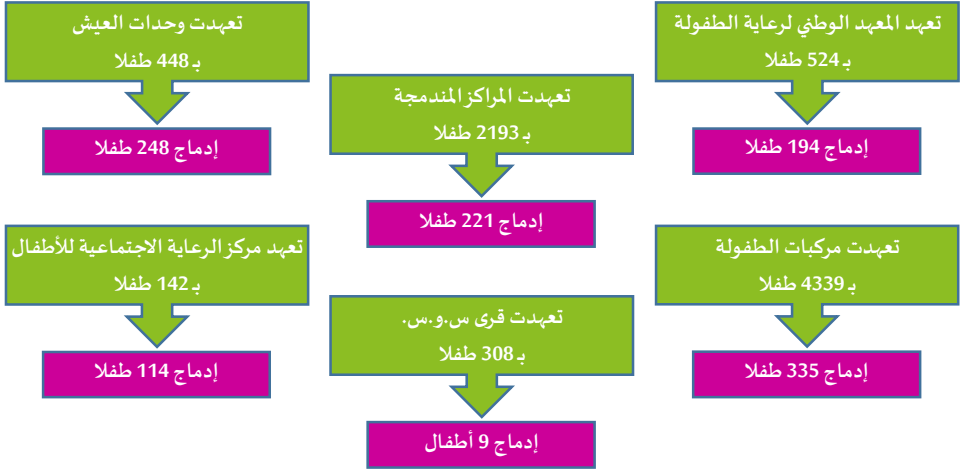 تعهد المعهد الوطني لرعاية الطفولة
بـ 524 طفلا
إدماج 194 طفلا
تعهدت المراكز المندمجة
بـ 2193 طفلا
إدماج 221 طفلا
تعهدت وحدات العيش
بـ 448 طفلا
إدماج 248 طفلا
تعهدت مركبات الطفولة
بـ 4339 طفلا
إدماج 335 طفلا
تعهدت قرى س.و.س.
بـ 308 طفلا
إدماج 9 أطفال
تعهد مركز الرعاية الاجتماعية للأطفال
بـ 142 طفلا
إدماج 114 طفلا